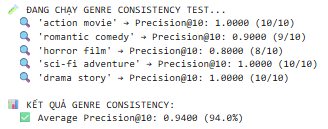 🧪 ĐANG CHẠY GENRE CONSISTENCY TEST...
🔍 'action movie' → Precision@10: 1.0000 (10/10)
🔍 'romantic comedy' → Precision@10: 0.9000 (9/10)
🔍 'horror film' → Precision@10: 0.8000 (8/10)
🔍 'sci-fi adventure' → Precision@10: 1.0000 (10/10)
🔍 'drama story' → Precision@10: 1.0000 (10/10)
📊 KẾT QUẢ GENRE CONSISTENCY:
✅ Average Precision@10: 0.9400 (94.0%)